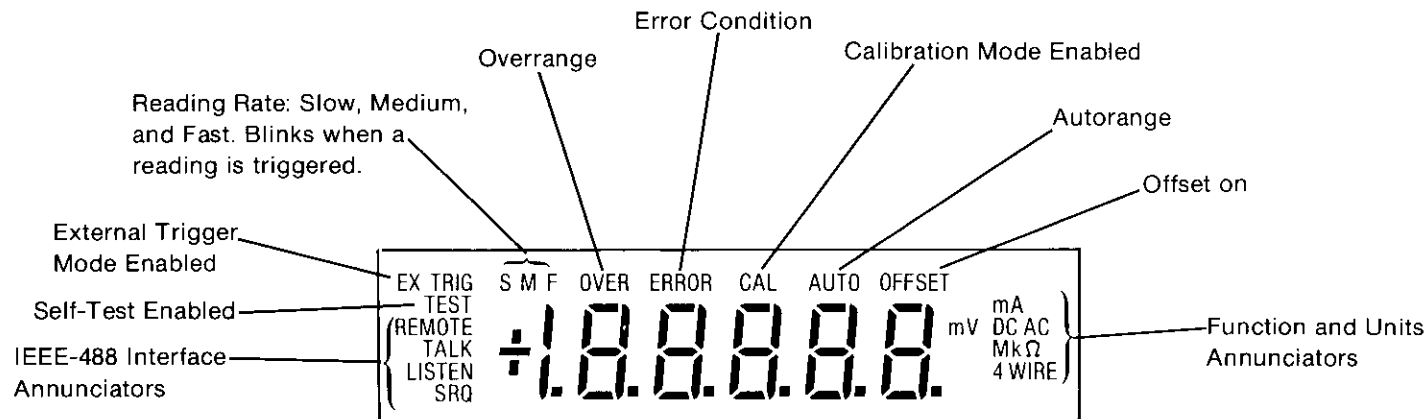 Error Condition
Overrange
Calibration Mode Enabled
Reading Rate: Slow, Medium,
and Fast. Blinks when a
reading is triggered.
Autorange
Offset on
External Trigger
Mode Enabled
EX TRIG S M F OVER ERROR CAL AUTO OFFSET
Self-Test Enabled
TEST
IEEE-488 Interface
Annunciators
REMOTE
TALK
LISTEN
SRQ
±1.8.8.8.8.8.
mV
mA
DC AC
MkΩ
4 WIRE
Function and Units
Annunciators